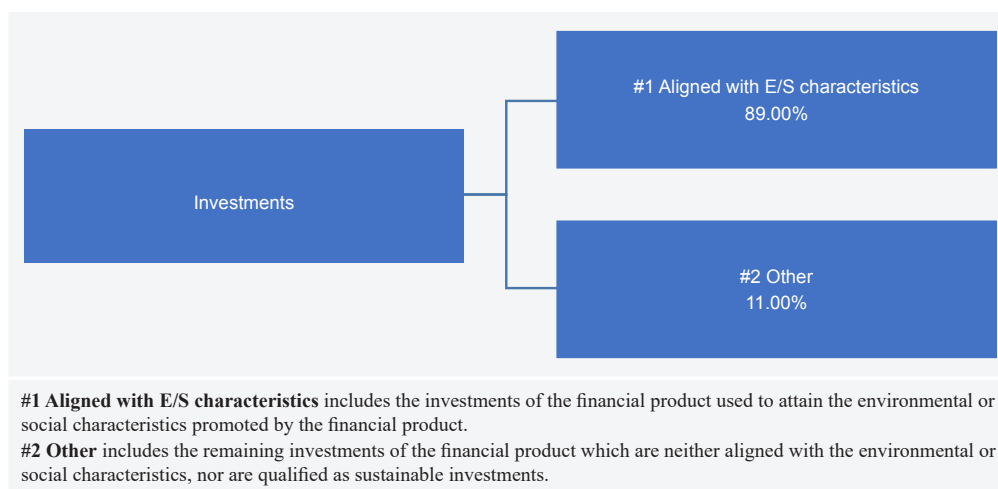 #1 Aligned with E/S characteristics
89.00%
Investments
#2 Other
11.00%
#1 Aligned with E/S characteristics includes the investments of the financial product used to attain the environmental or
social characteristics promoted by the financial product.
#2 Other includes the remaining investments of the financial product which are neither aligned with the environmental or
social characteristics, nor are qualified as sustainable investments.